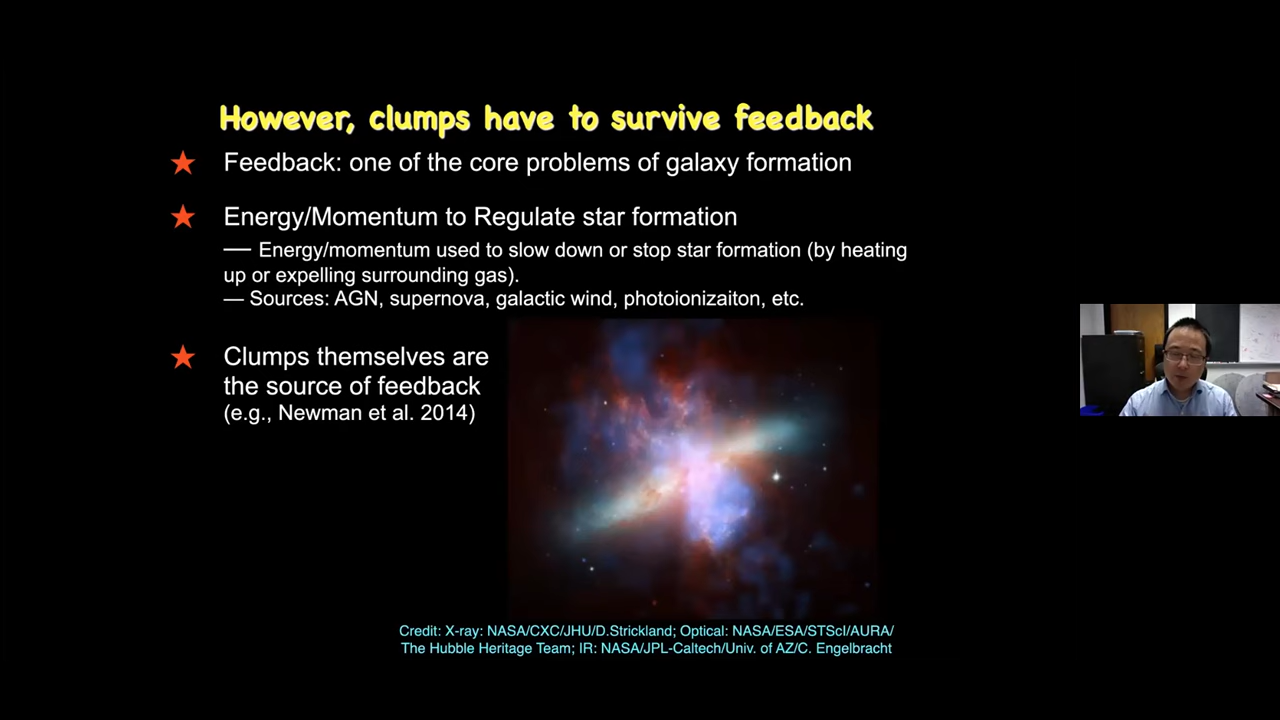 However, clumps have to survive feedback
Feedback: one of the core problems of galaxy formation
Energy/Momentum to Regulate star formation
— Energy/momentum used to slow down or stop star formation (by heating
up or expelling surrounding gas).
— Sources: AGN, supernova, galactic wind, photoionizaiton, etc.
Clumps themselves are
the source of feedback
(e.g., Newman et al. 2014)
Credit: X-ray: NASA/CXC/JHU/D.Strickland; Optical: NASA/ESA/STScI/AURA/
The Hubble Heritage Team; IR: NASA/JPL-Caltech/Univ. of AZ/C. Engelbracht